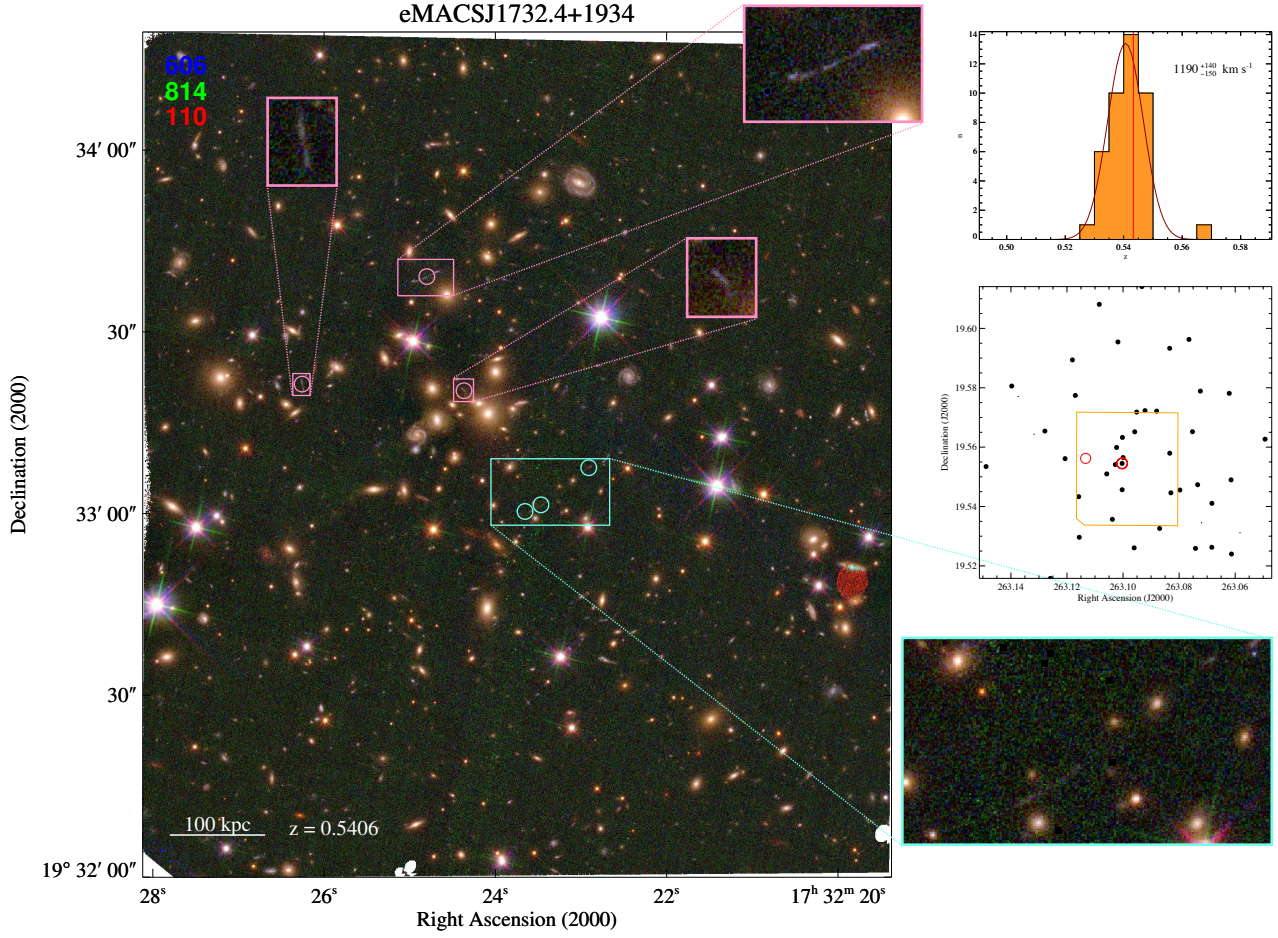 eMACSJ1732.4+1934
606
814
110
34′ 00″
30″
33′ 00″
30″
19° 32′ 00″
28ˢ
26ˢ
24ˢ
22ˢ
17ʰ 32ᵐ 20ˢ
Right Ascension (2000)
Declination (2000)
100 kpc
z = 0.5406
14
12
10
8
6
4
2
0
n
1190 +140 −150 km s⁻¹
0.50
0.52
0.54
0.56
0.58
z
19.60
19.58
19.56
19.54
19.52
Declination (J2000)
263.14
263.12
263.10
263.08
263.06
Right Ascension (J2000)